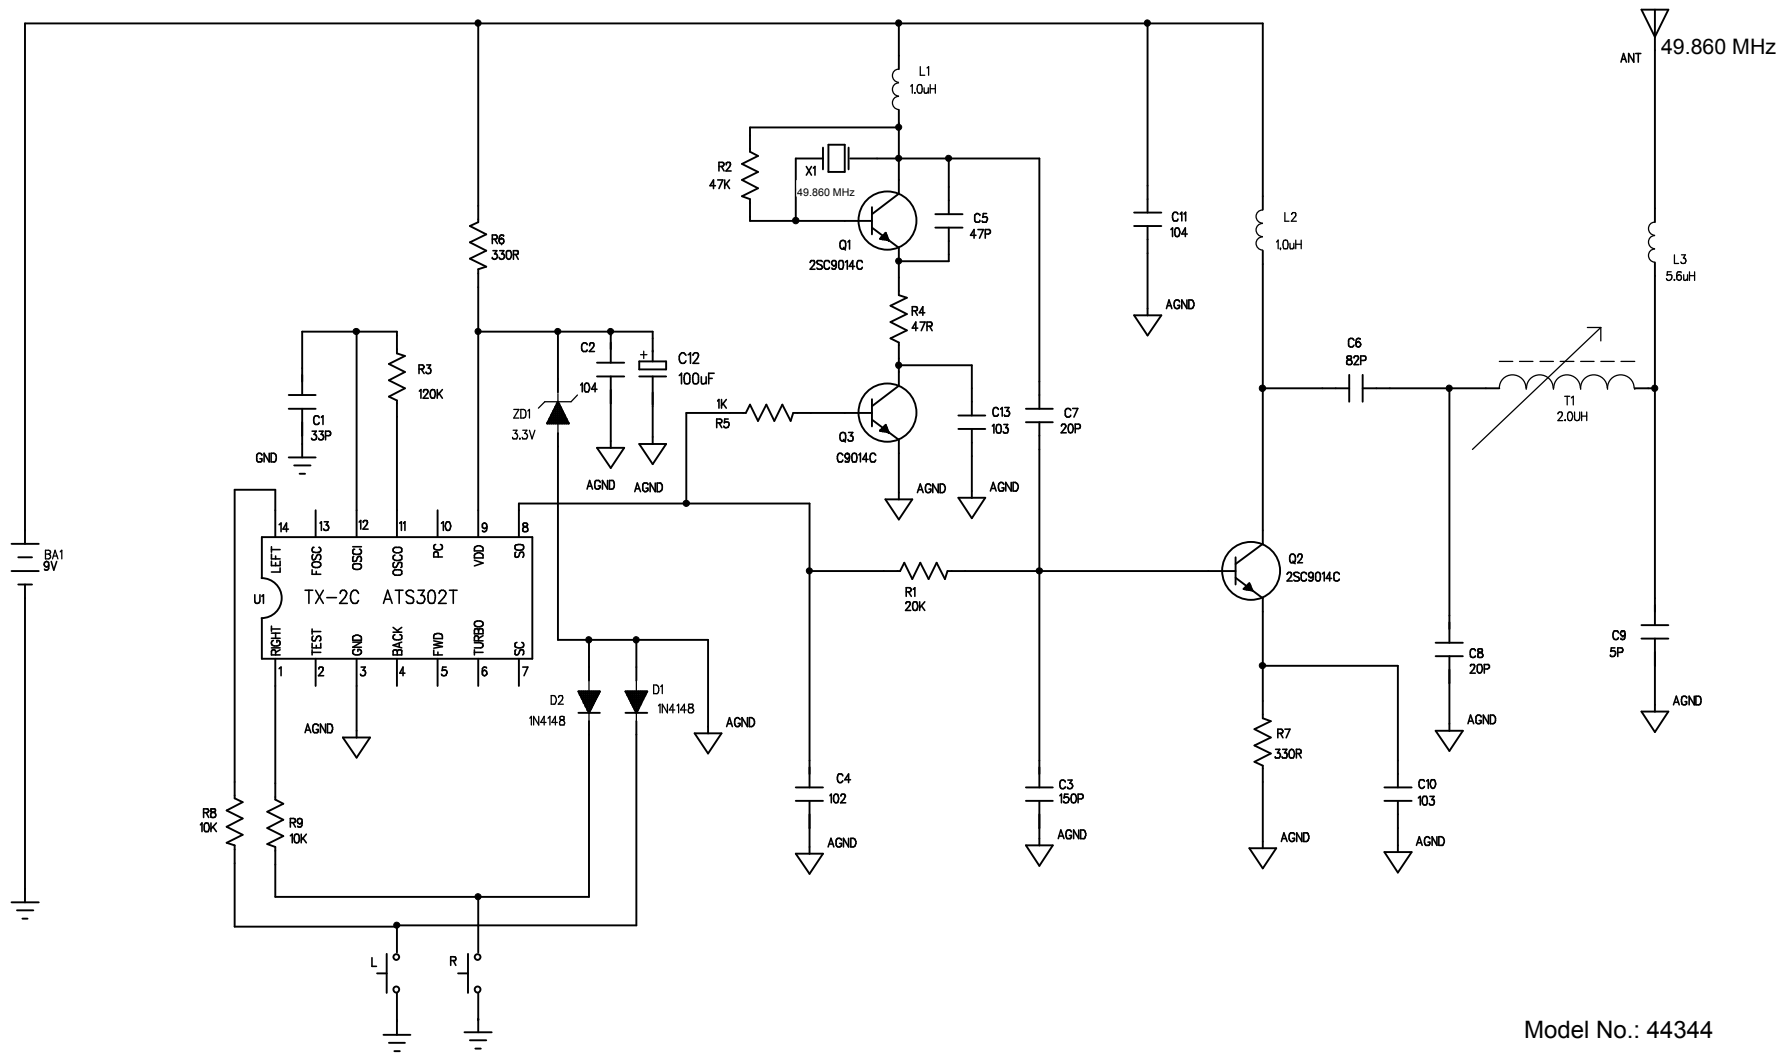 49.860 MHz
ANT
L1
1.0uH
R2
47K
X1
49.860 MHz
Q1
2SC9014C
C5
47P
C11
104
AGND
L2
1.0uH
L3
5.6uH
R6
330R
R4
47R
C1
33P
GND
R3
120K
ZD1
3.3V
C2
104
C12
+
100uF
AGND
AGND
1K
R5
Q3
C9014C
AGND
C13
103
AGND
C7
20P
C6
82P
T1
2.0UH
BA1
9V
14
13
12
11
10
9
8
LEFT
FOSC
OSCI
OSCO
PC
VDD
SO
U1
TX-2C ATS302T
RIGHT
TEST
GND
BACK
FWD
TURBO
SC
1
2
3
4
5
6
7
AGND
R1
20K
Q2
2SC9014C
D2
1N4148
D1
1N4148
AGND
C8
20P
AGND
C9
5P
AGND
R7
330R
AGND
C10
103
AGND
C4
102
AGND
C3
150P
AGND
R8
10K
R9
10K
L
R
Model No.: 44344